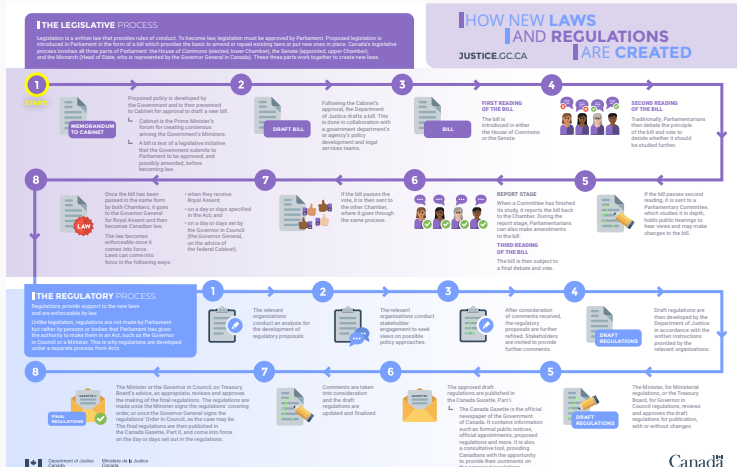 THE LEGISLATIVE PROCESS
Legislation is a written law that provides rules of conduct. To become law, legislation must be approved by Parliament. Proposed legislation is
introduced in Parliament in the form of a bill which provides the basis to amend or repeal existing laws or put new ones in place. Canada's legislative
process involves all three parts of Parliament: the House of Commons (elected, lower Chamber), the Senate (appointed, upper Chamber),
and the Monarch (Head of State, who is represented by the Governor General in Canada). These three parts work together to create new laws.
HOW NEW LAWS
AND REGULATIONS
ARE CREATED
JUSTICE.GC.CA
1
START
MEMORANDUM
TO CABINET
Proposed policy is developed by
the Government and is then presented
to Cabinet for approval to draft a new bill.
Cabinet is the Prime Minister's
forum for creating consensus
among the Government's Ministers.
A bill is text of a legislative initiative
that the Government submits to
Parliament to be approved, and
possibly amended, before
becoming law.
2
DRAFT BILL
Following the Cabinet's
approval, the Department of
Justice drafts a bill. This
is done in collaboration with
a government department's
or agency's policy
development and legal
services teams.
3
BILL
FIRST READING
OF THE BILL
The bill is
introduced in either
the House of Commons
or the Senate.
4
SECOND READING
OF THE BILL
Traditionally, Parliamentarians
then debate the principle
of the bill and vote to
decide whether it should
be studied further.
5
If the bill passes second
reading, it is sent to a
Parliamentary Committee,
which studies it in depth,
holds public hearings to
hear views and may make
changes to the bill.
6
REPORT STAGE
When a Committee has finished
its study, it reports the bill back
to the Chamber. During the
report stage, Parliamentarians
can also make amendments
to the bill.
THIRD READING
OF THE BILL
The bill is then subject to
a final debate and vote.
7
If the bill passes the
vote, it is then sent to
the other Chamber,
where it goes through
the same process.
8
LAW
Once the bill has been
passed in the same form
by both Chambers, it goes
to the Governor General
for Royal Assent and then
becomes Canadian law.
The law becomes
enforceable once it
comes into force.
Laws can come into
force in the following ways:
- when they receive
Royal Assent;
- on a day or days specified
in the Act; and
- on a day or days set by
the Governor in Council
(the Governor General,
on the advice of
the federal Cabinet).
THE REGULATORY PROCESS
Regulations provide support to the new laws
and are enforceable by law.
Unlike legislation, regulations are not made by Parliament
but rather by persons or bodies that Parliament has given
the authority to make them in an Act, such as the Governor
in Council or a Minister. This is why regulations are developed
under a separate process from Acts.
1
The relevant
organizations
conduct an analysis for
the development of
regulatory proposals.
2
The relevant
organizations conduct
stakeholder
engagement to seek
views on possible
policy approaches.
3
After consideration
of comments received,
the regulatory
proposals are further
refined. Stakeholders
are invited to provide
further comments.
4
DRAFT
REGULATIONS
Draft regulations are
then developed by the
Department of Justice
in accordance with the
written instructions
provided by the
relevant organizations.
5
DRAFT
REGULATIONS
The Minister, for Ministerial
regulations, or the Treasury
Board, for Governor in
Council regulations, reviews
and approves the draft
regulations for publication,
with or without changes.
6
The approved draft
regulations are published in
the Canada Gazette, Part I.
The Canada Gazette is the official
newspaper of the Government
of Canada. It contains information
such as formal public notices,
official appointments, proposed
regulations and more. It is also
a consultative tool, providing
Canadians with the opportunity
to provide their comments on
7
Comments are taken
into consideration
and the draft
regulations are
updated and finalized.
8
FINAL
REGULATIONS
The Minister or the Governor in Council, on Treasury
Board's advice, as appropriate, reviews and approves
the making of the final regulations. The regulations are
made once the Minister signs the regulations' covering
order, or once the Governor General signs the
regulations' Order in Council, as the case may be.
The final regulations are then published in
the Canada Gazette, Part II, and come into force
on the day or days set out in the regulations.
Department of Justice
Canada
Ministère de la Justice
Canada
Canada